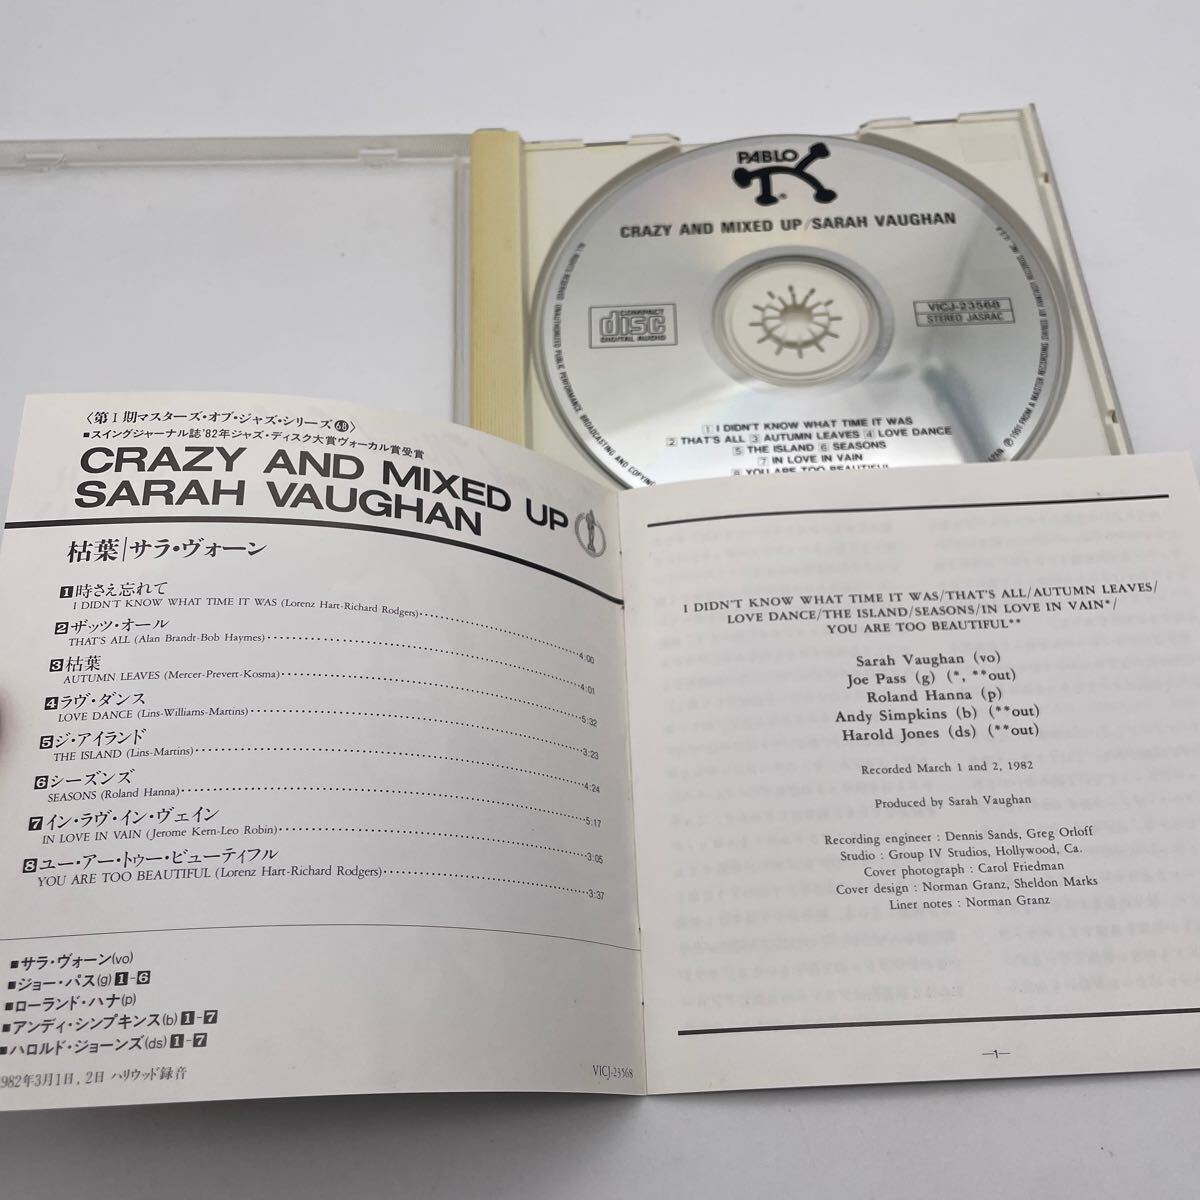 PABLO
CRAZY AND MIXED UP/SARAH VAUGHAN
COMPACT
disc
DIGITAL AUDIO
VICJ-23568
STEREO JASRAC
1 I DIDN'T KNOW WHAT TIME IT WAS
2 THAT'S ALL 3 AUTUMN LEAVES 4 LOVE DANCE
5 THE ISLAND 6 SEASONS
7 IN LOVE IN VAIN
8 YOU ARE TOO BEAUTIFUL
ALL RIGHTS RESERVED. UNAUTHORIZED PUBLIC PERFORMANCE, BROADCASTING AND COPYING
〈第Ⅰ期マスターズ・オブ・ジャズ・シリーズ68〉
■スイングジャーナル誌'82年ジャズ・ディスク大賞ヴォーカル賞受賞
CRAZY AND MIXED UP
SARAH VAUGHAN
枯葉/サラ・ヴォーン
1時さえ忘れて
I DIDN'T KNOW WHAT TIME IT WAS (Lorenz Hart-Richard Rodgers) 4:00
2ザッツ・オール
THAT'S ALL (Alan Brandt-Bob Haymes) 4:01
3枯葉
AUTUMN LEAVES (Mercer-Prevert-Kosma) 5:32
4ラヴ・ダンス
LOVE DANCE (Lins-Williams-Martins) 3:23
5ジ・アイランド
THE ISLAND (Lins-Martins) 4:24
6シーズンズ
SEASONS (Roland Hanna) 5:17
7イン・ラヴ・イン・ヴェイン
IN LOVE IN VAIN (Jerome Kern-Leo Robin) 3:05
8ユー・アー・トゥー・ビューティフル
YOU ARE TOO BEAUTIFUL (Lorenz Hart-Richard Rodgers) 3:37
■サラ・ヴォーン(vo)
■ジョー・パス(g)1-6
■ローランド・ハナ(p)
■アンディ・シンプキンス(b)1-7
■ハロルド・ジョーンズ(ds)1-7
982年3月1日, 2日 ハリウッド録音
VICJ-23568
I DIDN'T KNOW WHAT TIME IT WAS/THAT'S ALL/AUTUMN LEAVES/
LOVE DANCE/THE ISLAND/SEASONS/IN LOVE IN VAIN*/
YOU ARE TOO BEAUTIFUL**
Sarah Vaughan (vo)
Joe Pass (g) (*, **out)
Roland Hanna (p)
Andy Simpkins (b) (**out)
Harold Jones (ds) (**out)
Recorded March 1 and 2, 1982
Produced by Sarah Vaughan
Recording engineer : Dennis Sands, Greg Orloff
Studio : Group IV Studios, Hollywood, Ca.
Cover photograph : Carol Friedman
Cover design : Norman Granz, Sheldon Marks
Liner notes : Norman Granz
—1—